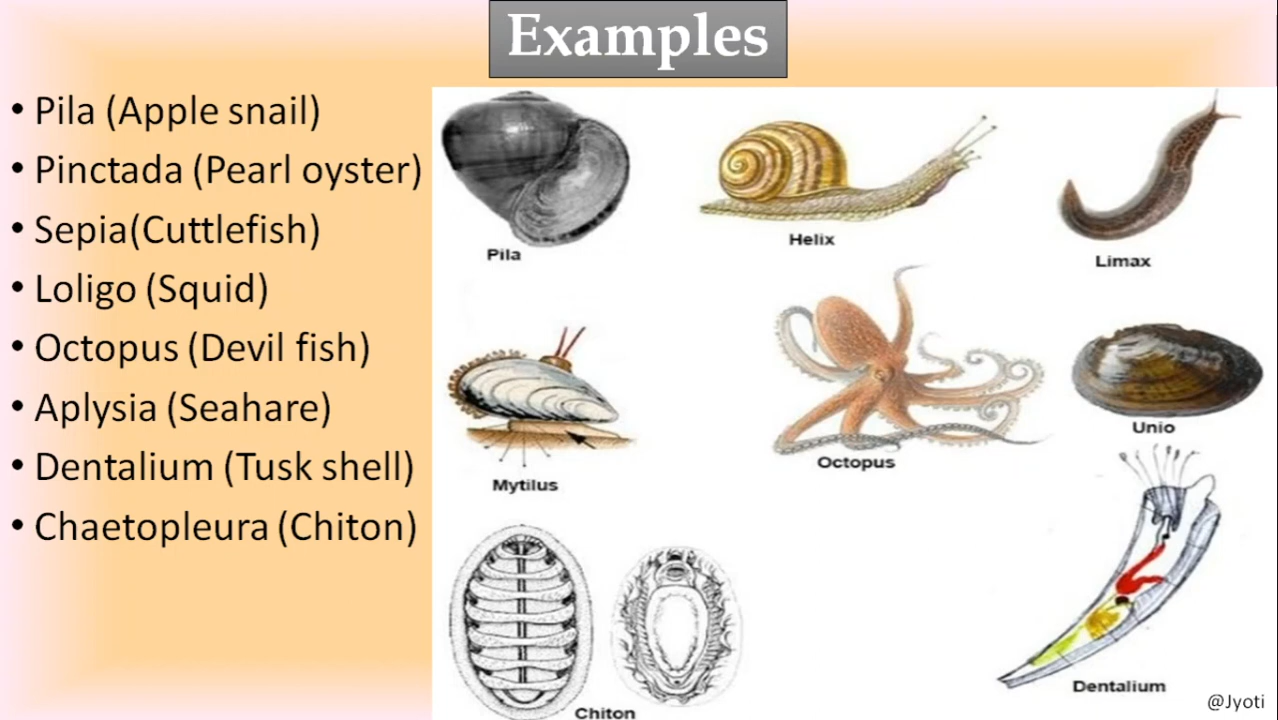 Examples
• Pila (Apple snail)
• Pinctada (Pearl oyster)
• Sepia(Cuttlefish)
• Loligo (Squid)
• Octopus (Devil fish)
• Aplysia (Seahare)
• Dentalium (Tusk shell)
• Chaetopleura (Chiton)
Pila
Helix
Limax
Mytilus
Octopus
Unio
Chiton
Dentalium
@Jyoti